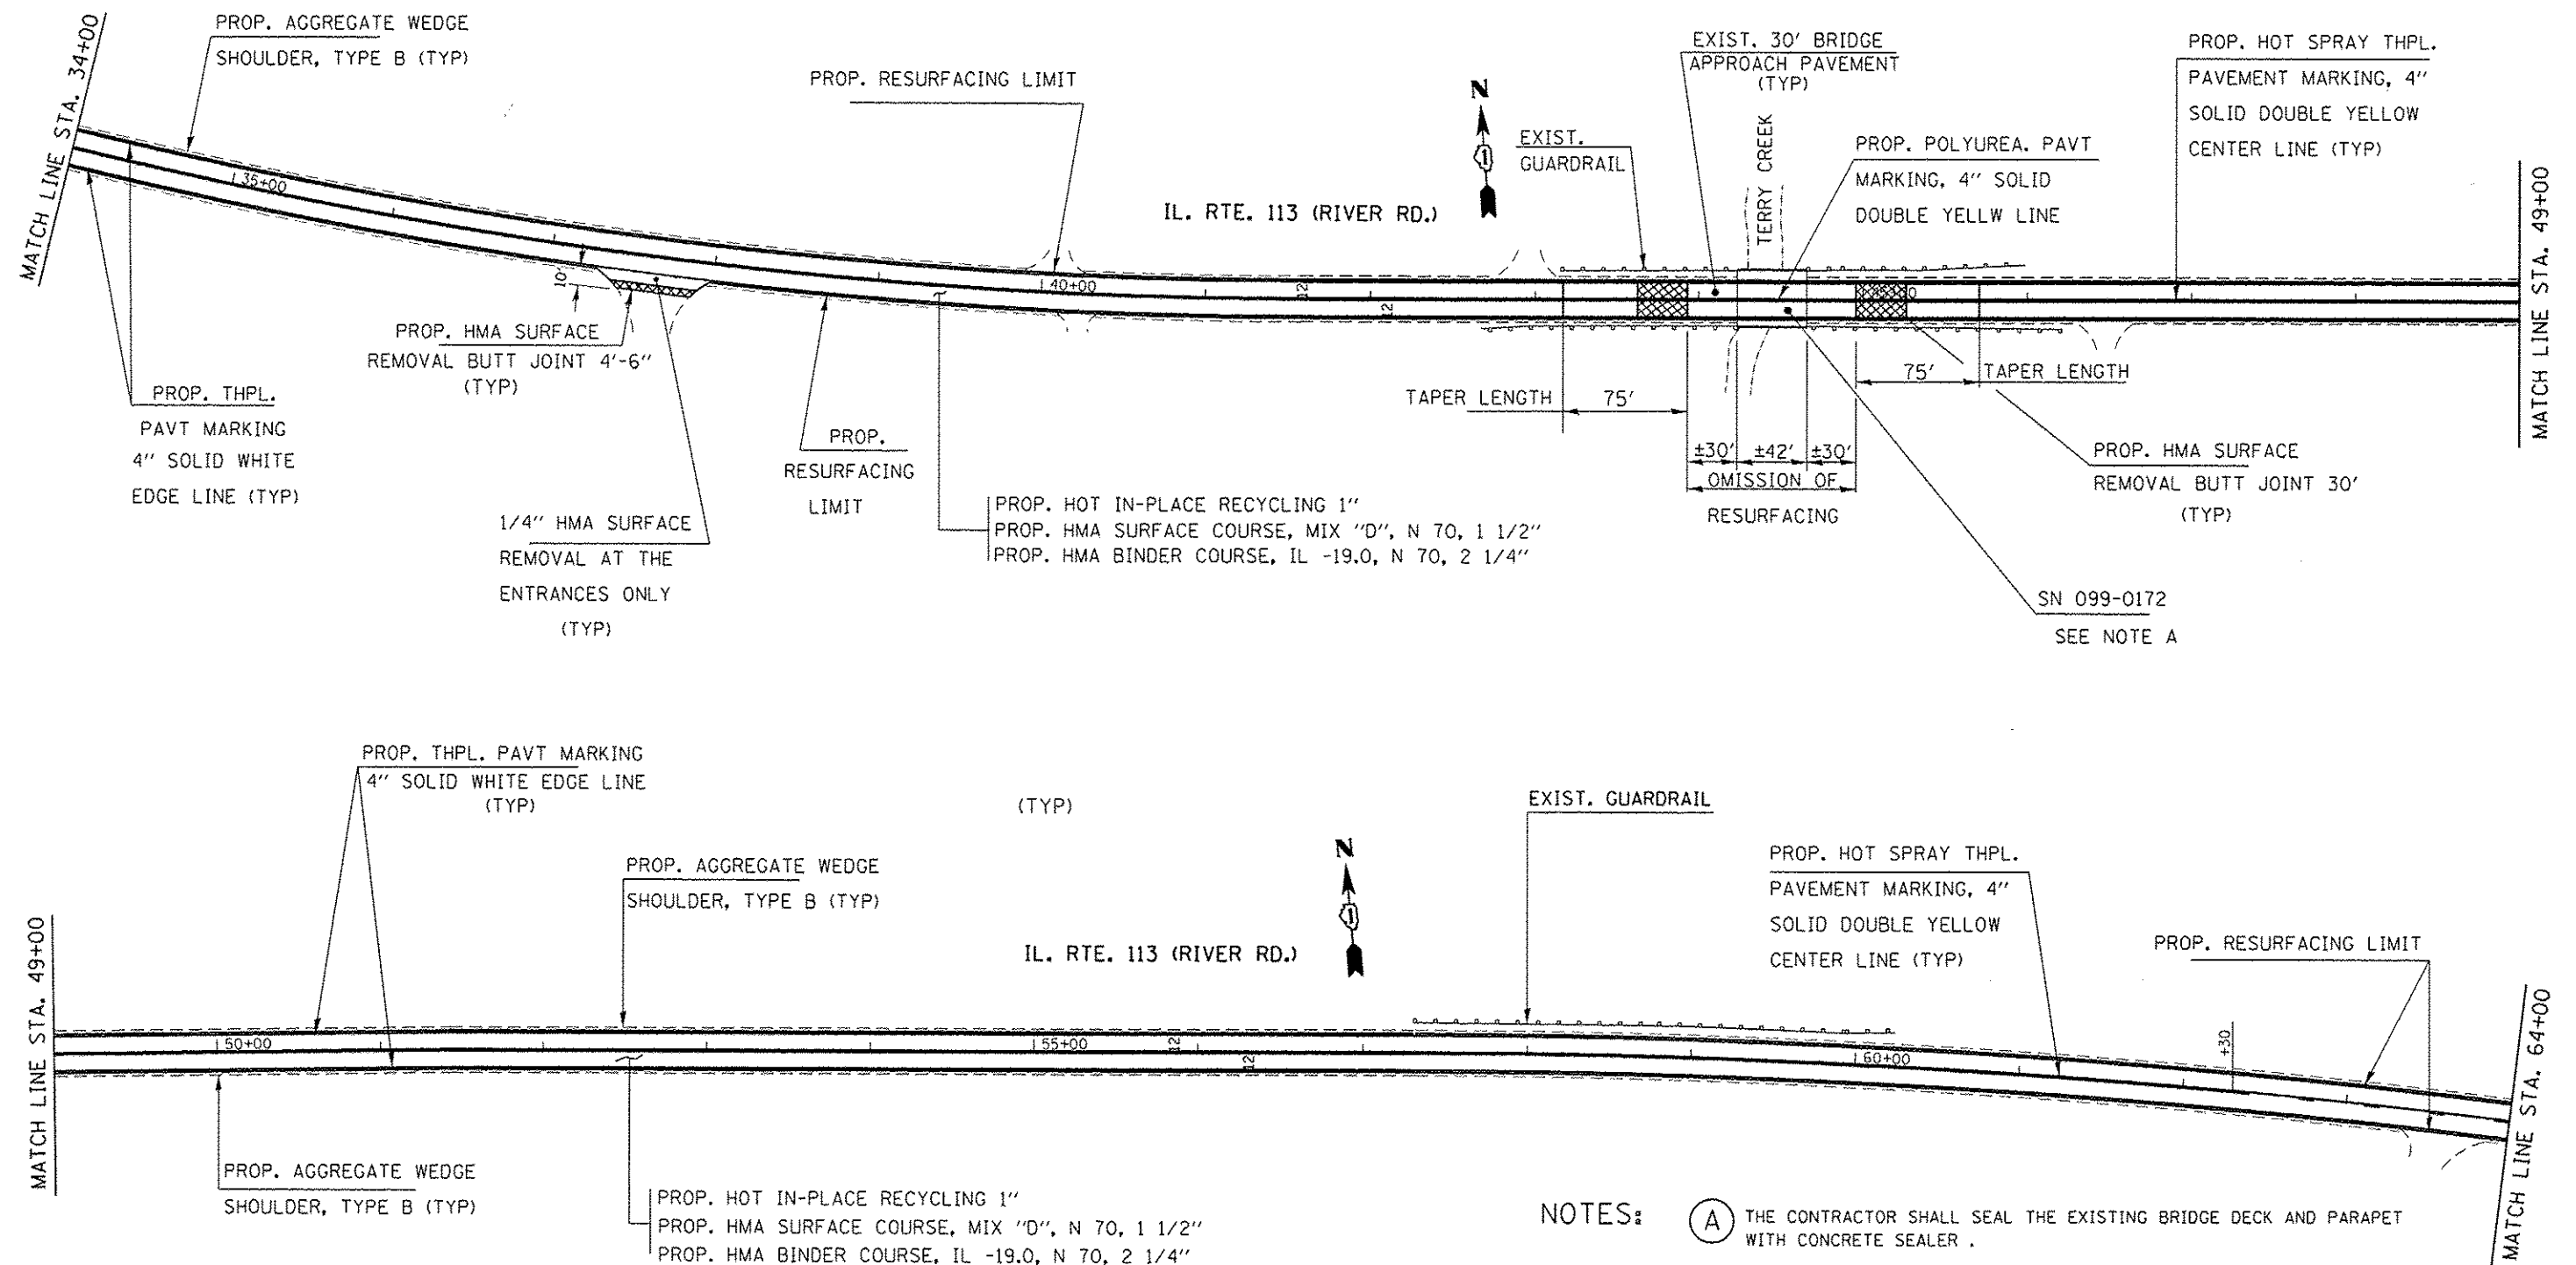 MATCH LINE STA. 34+00
PROP. AGGREGATE WEDGE
SHOULDER, TYPE B (TYP)
PROP. RESURFACING LIMIT
EXIST. 30' BRIDGE
APPROACH PAVEMENT
(TYP)
PROP. HOT SPRAY THPL.
PAVEMENT MARKING, 4"
SOLID DOUBLE YELLOW
CENTER LINE (TYP)
N
1
EXIST.
GUARDRAIL
TERRY CREEK
PROP. POLYUREA. PAVT
MARKING, 4" SOLID
DOUBLE YELLW LINE
IL. RTE. 113 (RIVER RD.)
MATCH LINE STA. 49+00
35+00
40+00
12
12
10'
PROP. HMA SURFACE
REMOVAL BUTT JOINT 4'-6"
(TYP)
PROP. THPL.
PAVT MARKING
4" SOLID WHITE
EDGE LINE (TYP)
1/4" HMA SURFACE
REMOVAL AT THE
ENTRANCES ONLY
(TYP)
PROP.
RESURFACING
LIMIT
PROP. HOT IN-PLACE RECYCLING 1"
PROP. HMA SURFACE COURSE, MIX "D", N 70, 1 1/2"
PROP. HMA BINDER COURSE, IL -19.0, N 70, 2 1/4"
TAPER LENGTH
75'
75'
TAPER LENGTH
±30'
±42'
±30'
OMISSION OF
RESURFACING
PROP. HMA SURFACE
REMOVAL BUTT JOINT 30'
(TYP)
SN 099-0172
SEE NOTE A
PROP. THPL. PAVT MARKING
4" SOLID WHITE EDGE LINE
(TYP)
(TYP)
EXIST. GUARDRAIL
PROP. AGGREGATE WEDGE
SHOULDER, TYPE B (TYP)
N
1
IL. RTE. 113 (RIVER RD.)
PROP. HOT SPRAY THPL.
PAVEMENT MARKING, 4"
SOLID DOUBLE YELLOW
CENTER LINE (TYP)
PROP. RESURFACING LIMIT
MATCH LINE STA. 49+00
50+00
55+00
12
12
60+00
+30
MATCH LINE STA. 64+00
PROP. AGGREGATE WEDGE
SHOULDER, TYPE B (TYP)
PROP. HOT IN-PLACE RECYCLING 1"
PROP. HMA SURFACE COURSE, MIX "D", N 70, 1 1/2"
PROP. HMA BINDER COURSE, IL -19.0, N 70, 2 1/4"
NOTES:
A THE CONTRACTOR SHALL SEAL THE EXISTING BRIDGE DECK AND PARAPET
WITH CONCRETE SEALER .